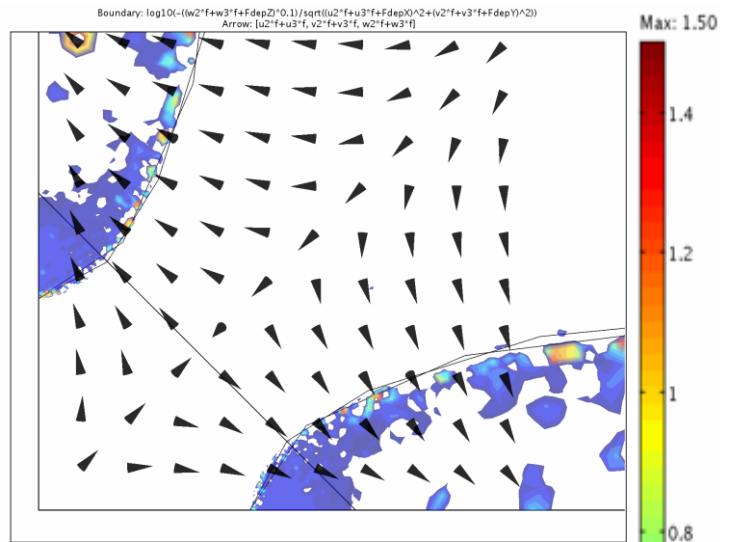 Boundary: log10(-((w2*f+w3*f+FdepZ)*0.1)/sqrt((u2*f+u3*f+FdepX)^2+(v2*f+v3*f+FdepY)^2))
Arrow: [u2*f+u3*f, v2*f+v3*f, w2*f+w3*f]
Max: 1.50
1.4
1.2
1
0.8